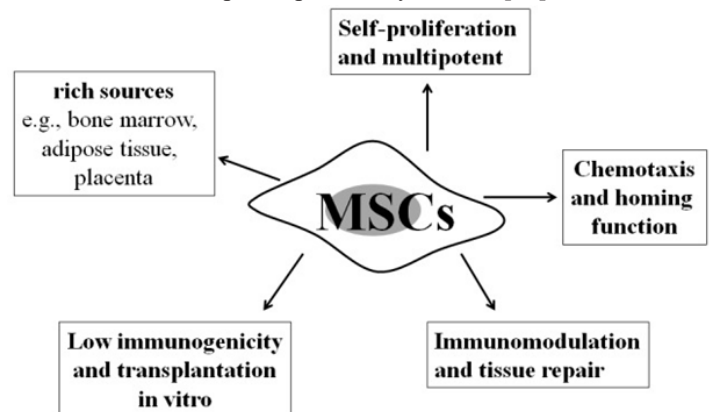 Self-proliferation
and multipotent
rich sources
e.g., bone marrow,
adipose tissue,
placenta
MSCs
Chemotaxis
and homing
function
Low immunogenicity
and transplantation
in vitro
Immunomodulation
and tissue repair